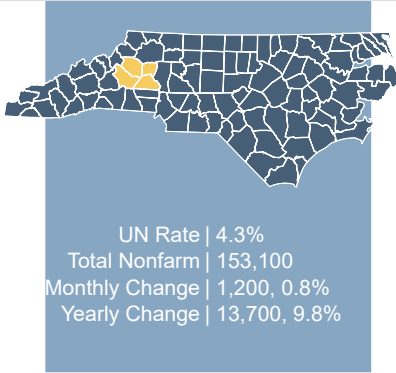 UN Rate | 4.3%
Total Nonfarm | 153,100
Monthly Change | 1,200, 0.8%
Yearly Change | 13,700, 9.8%